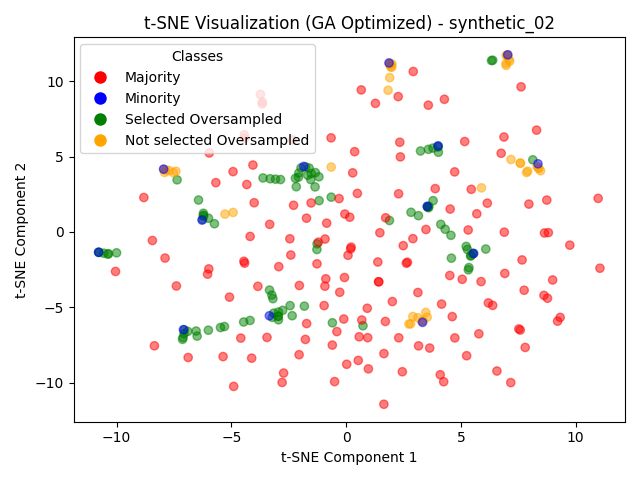 t-SNE Visualization (GA Optimized) - synthetic_02
Classes
Majority
Minority
Selected Oversampled
Not selected Oversampled
t-SNE Component 2
10
5
0
−5
−10
−10
−5
0
5
10
t-SNE Component 1